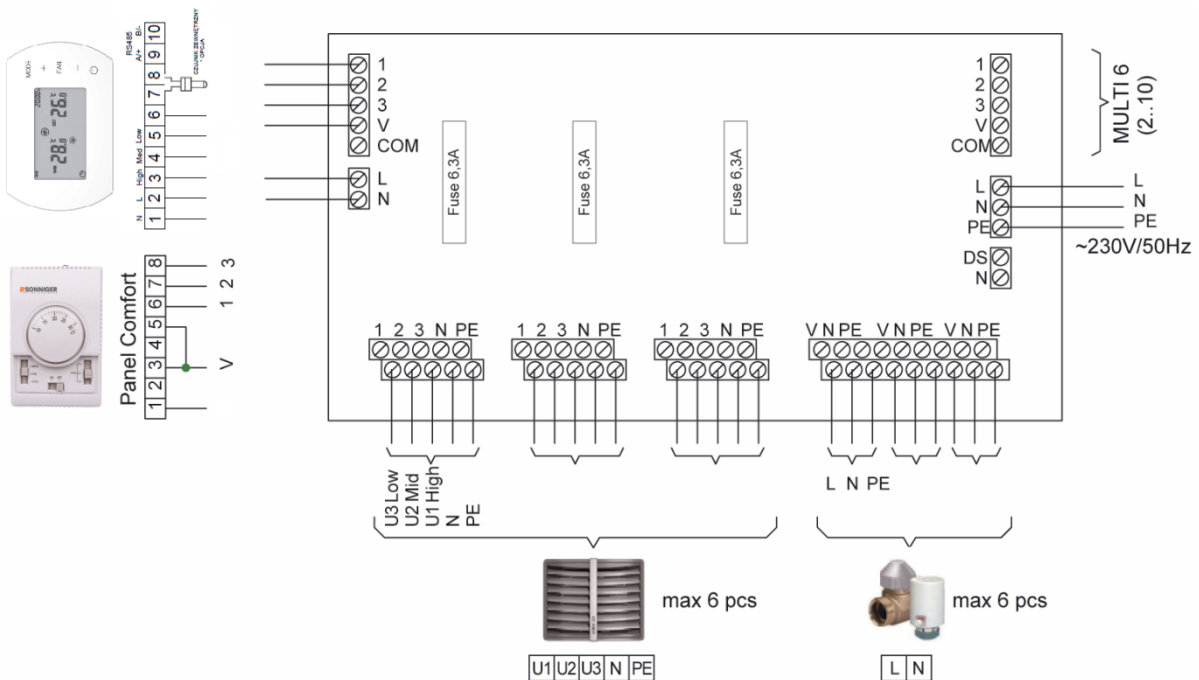 RS485
B/-
A/+
CZUJNIK ZEWNĘTRZNY
* OPCJA
10
9
8
7
6
5 Low
4 Med
3 High
2 L
1 N
MODE + FAN -
28.0 °C 26.0 °C
SONNIGER
Panel Comfort
8 3
7 2
6 1
5
4
3 V
2
1
1
2
3
V
COM
L
N
Fuse 6,3A
Fuse 6,3A
Fuse 6,3A
1
2
3
V
COM
MULTI 6
(2..10)
L L
N N
PE PE
~230V/50Hz
DS
N
1 2 3 N PE
1 2 3 N PE
1 2 3 N PE
V N PE V N PE V N PE
U3 Low
U2 Mid
U1 High
N
PE
L N PE
max 6 pcs
max 6 pcs
U1 U2 U3 N PE
L N